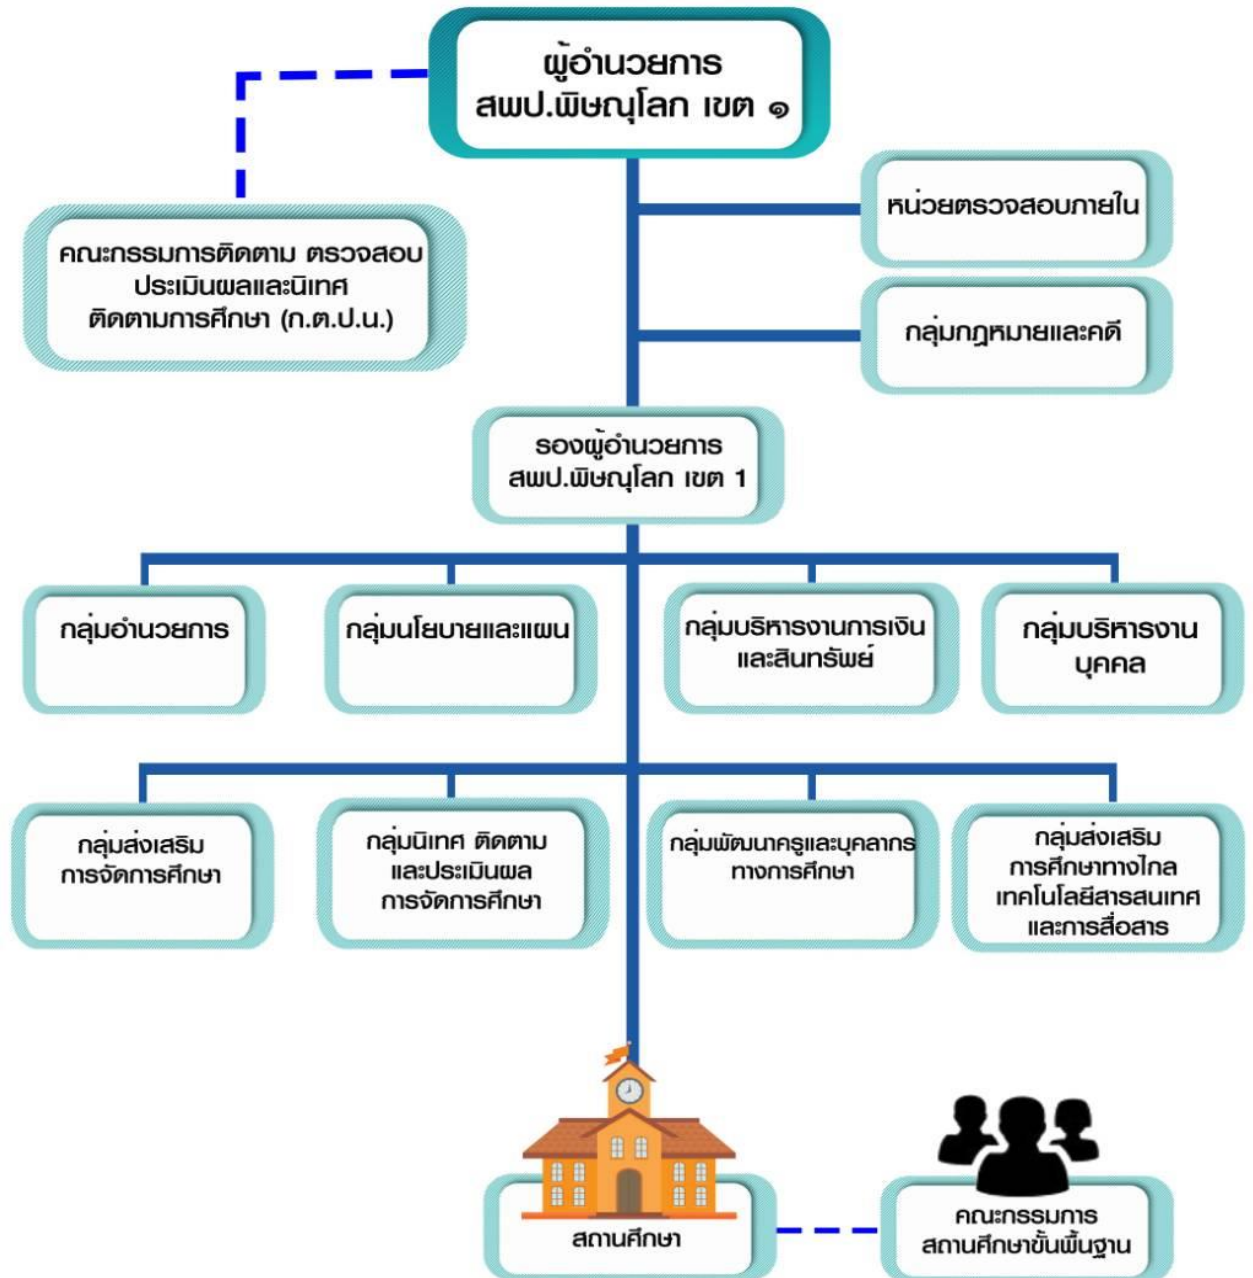 ผู้อำนวยการ
สพป.พิษณุโลก เขต ๑
หน่วยตรวจสอบภายใน
คณะกรรมการติดตาม ตรวจสอบ
ประเมินผลและนิเทศ
ติดตามการศึกษา (ก.ต.ป.น.)
กลุ่มกฎหมายและคดี
รองผู้อำนวยการ
สพป.พิษณุโลก เขต 1
กลุ่มอำนวยการ
กลุ่มนโยบายและแผน
กลุ่มบริหารงานการเงิน
และสินทรัพย์
กลุ่มบริหารงาน
บุคคล
กลุ่มส่งเสริม
การจัดการศึกษา
กลุ่มนิเทศ ติดตาม
และประเมินผล
การจัดการศึกษา
กลุ่มพัฒนาครูและบุคลากร
ทางการศึกษา
กลุ่มส่งเสริม
การศึกษาทางไกล
เทคโนโลยีสารสนเทศ
และการสื่อสาร
สถานศึกษา
คณะกรรมการ
สถานศึกษาขั้นพื้นฐาน